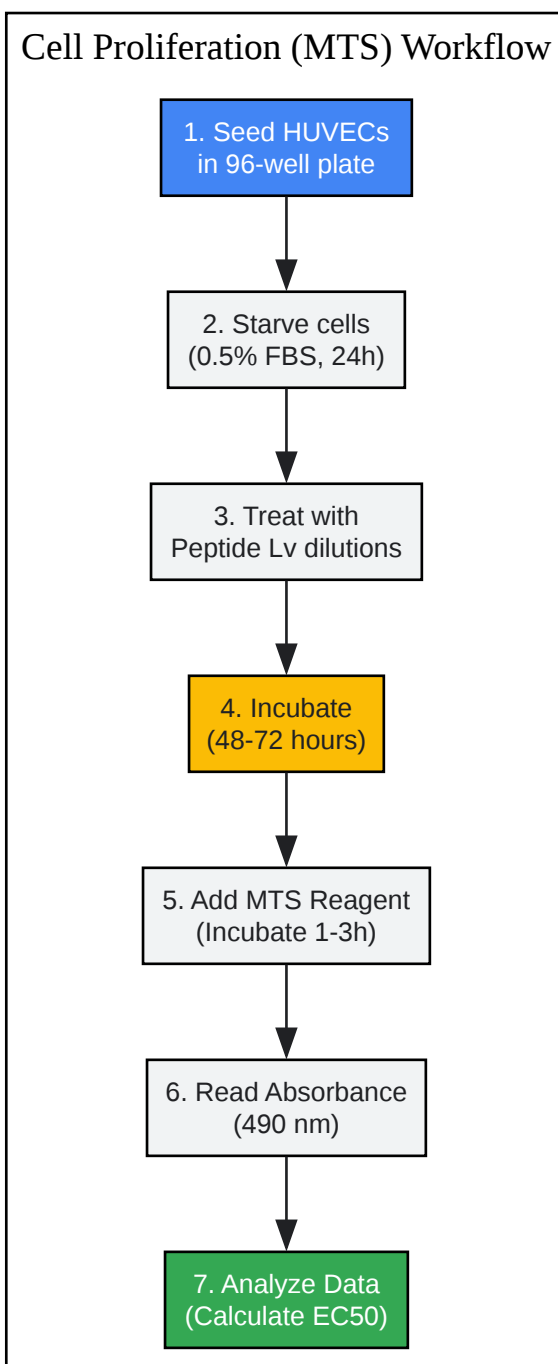 Cell Proliferation (MTS) Workflow
1. Seed HUVECs
in 96-well plate
2. Starve cells
(0.5% FBS, 24h)
3. Treat with
Peptide Lv dilutions
4. Incubate
(48-72 hours)
5. Add MTS Reagent
(Incubate 1-3h)
6. Read Absorbance
(490 nm)
7. Analyze Data
(Calculate EC50)